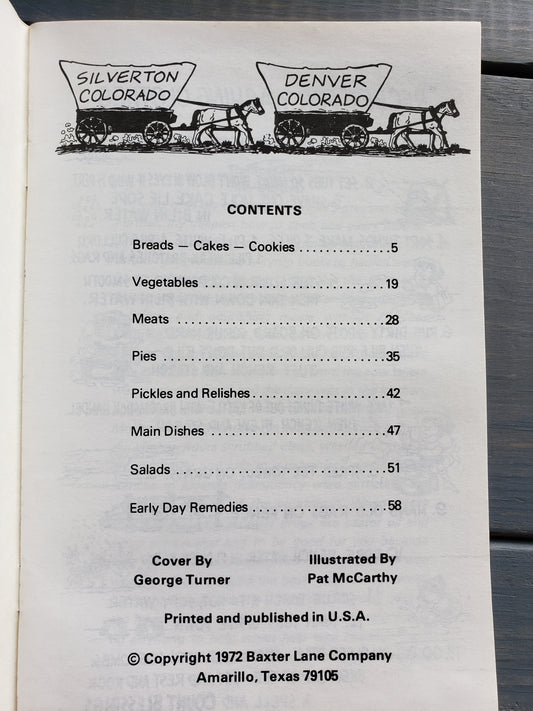 SILVERTON
COLORADO
DENVER
COLORADO
CONTENTS
Breads — Cakes — Cookies . . . . . . . . . . . 5
Vegetables . . . . . . . . . . . . . . . . . . . . . . 19
Meats . . . . . . . . . . . . . . . . . . . . . . . . . 28
Pies . . . . . . . . . . . . . . . . . . . . . . . . . . 35
Pickles and Relishes . . . . . . . . . . . . . . . 42
Main Dishes . . . . . . . . . . . . . . . . . . . . 47
Salads . . . . . . . . . . . . . . . . . . . . . . . . 51
Early Day Remedies . . . . . . . . . . . . . . . 58
Cover By Illustrated By
George Turner Pat McCarthy
Printed and published in U.S.A.
© Copyright 1972 Baxter Lane Company
Amarillo, Texas 79105